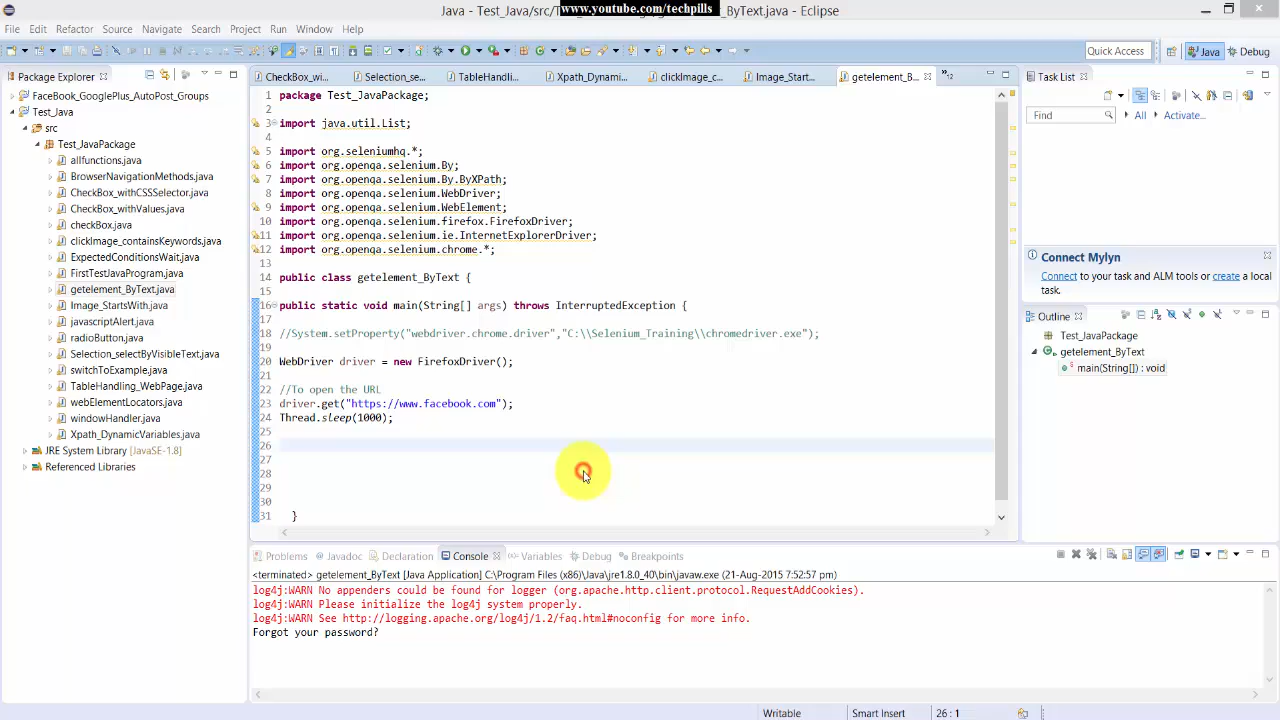 www.youtube.com/techpills
Java - Test_Java/src/T
_ByText.java - Eclipse
File Edit Refactor Source Navigate Search Project Run Window Help
Quick Access
Java
Debug
Package Explorer
CheckBox_wi...
Selection_se...
TableHandli...
Xpath_Dynami...
clickImage_c...
Image_Start...
getelement_B...
12
Task List
FaceBook_GooglePlus_AutoPost_Groups
Test_Java
src
Test_JavaPackage
allfunctions.java
BrowserNavigationMethods.java
CheckBox_withCSSSelector.java
CheckBox_withValues.java
checkBox.java
clickImage_containsKeywords.java
ExpectedConditionsWait.java
FirstTestJavaProgram.java
getelement_ByText.java
Image_StartsWith.java
javascriptAlert.java
radioButton.java
Selection_selectByVisibleText.java
switchToExample.java
TableHandling_WebPage.java
webElementLocators.java
windowHandler.java
Xpath_DynamicVariables.java
JRE System Library [JavaSE-1.8]
Referenced Libraries
1 package Test_JavaPackage;
2
3 import java.util.List;
4
5 import org.seleniumhq.*;
6 import org.openqa.selenium.By;
7 import org.openqa.selenium.By.ByXPath;
8 import org.openqa.selenium.WebDriver;
9 import org.openqa.selenium.WebElement;
10 import org.openqa.selenium.firefox.FirefoxDriver;
11 import org.openqa.selenium.ie.InternetExplorerDriver;
12 import org.openqa.selenium.chrome.*;
13
14 public class getelement_ByText {
15
16 public static void main(String[] args) throws InterruptedException {
17
18 //System.setProperty("webdriver.chrome.driver","C:\\Selenium_Training\\chromedriver.exe");
19
20 WebDriver driver = new FirefoxDriver();
21
22 //To open the URL
23 driver.get("https://www.facebook.com");
24 Thread.sleep(1000);
25
26
27
28
29
30
31 }
Find
All
Activate...
Connect Mylyn
Connect to your task and ALM tools or create a local task.
Outline
Test_JavaPackage
getelement_ByText
main(String[]) : void
Problems
Javadoc
Declaration
Console
Variables
Debug
Breakpoints
<terminated> getelement_ByText [Java Application] C:\Program Files (x86)\Java\jre1.8.0_40\bin\javaw.exe (21-Aug-2015 7:52:57 pm)
log4j:WARN No appenders could be found for logger (org.apache.http.client.protocol.RequestAddCookies).
log4j:WARN Please initialize the log4j system properly.
log4j:WARN See http://logging.apache.org/log4j/1.2/faq.html#noconfig for more info.
Forgot your password?
Writable
Smart Insert
26 : 1